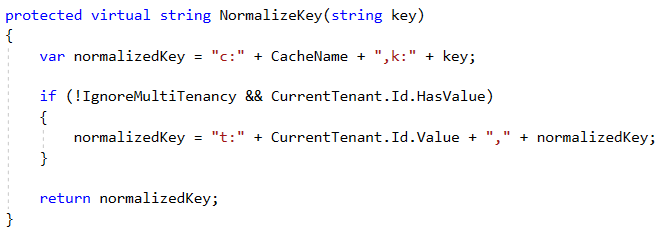 protected virtual string NormalizeKey(string key)
{
    var normalizedKey = "c:" + CacheName + ",k:" + key;
    if (!IgnoreMultiTenancy && CurrentTenant.Id.HasValue)
    {
        normalizedKey = "t:" + CurrentTenant.Id.Value + "," + normalizedKey;
    }
    return normalizedKey;
}